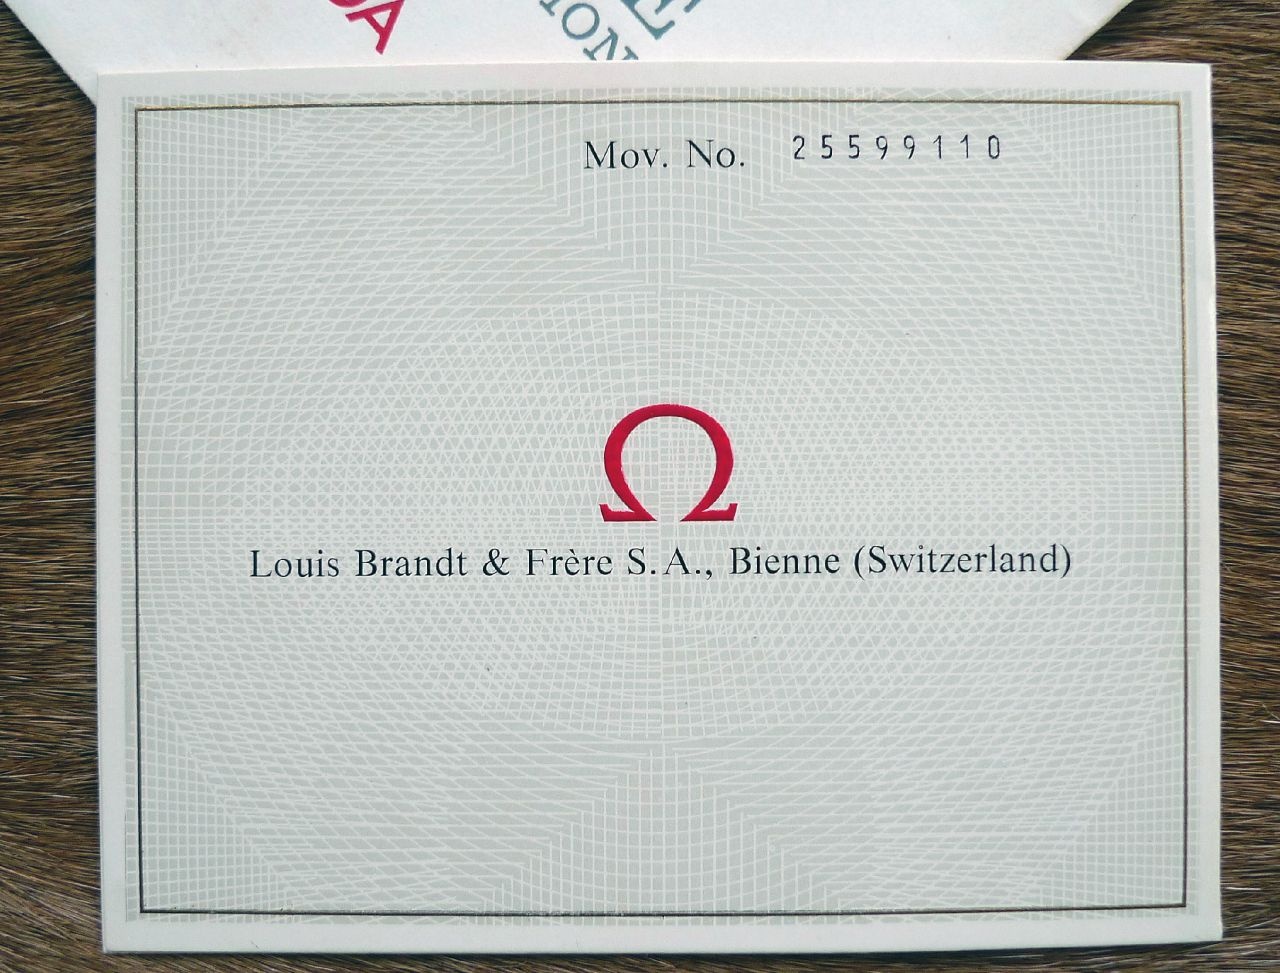 Mov. No. 25599110
Ω
Louis Brandt & Frère S.A., Bienne (Switzerland)